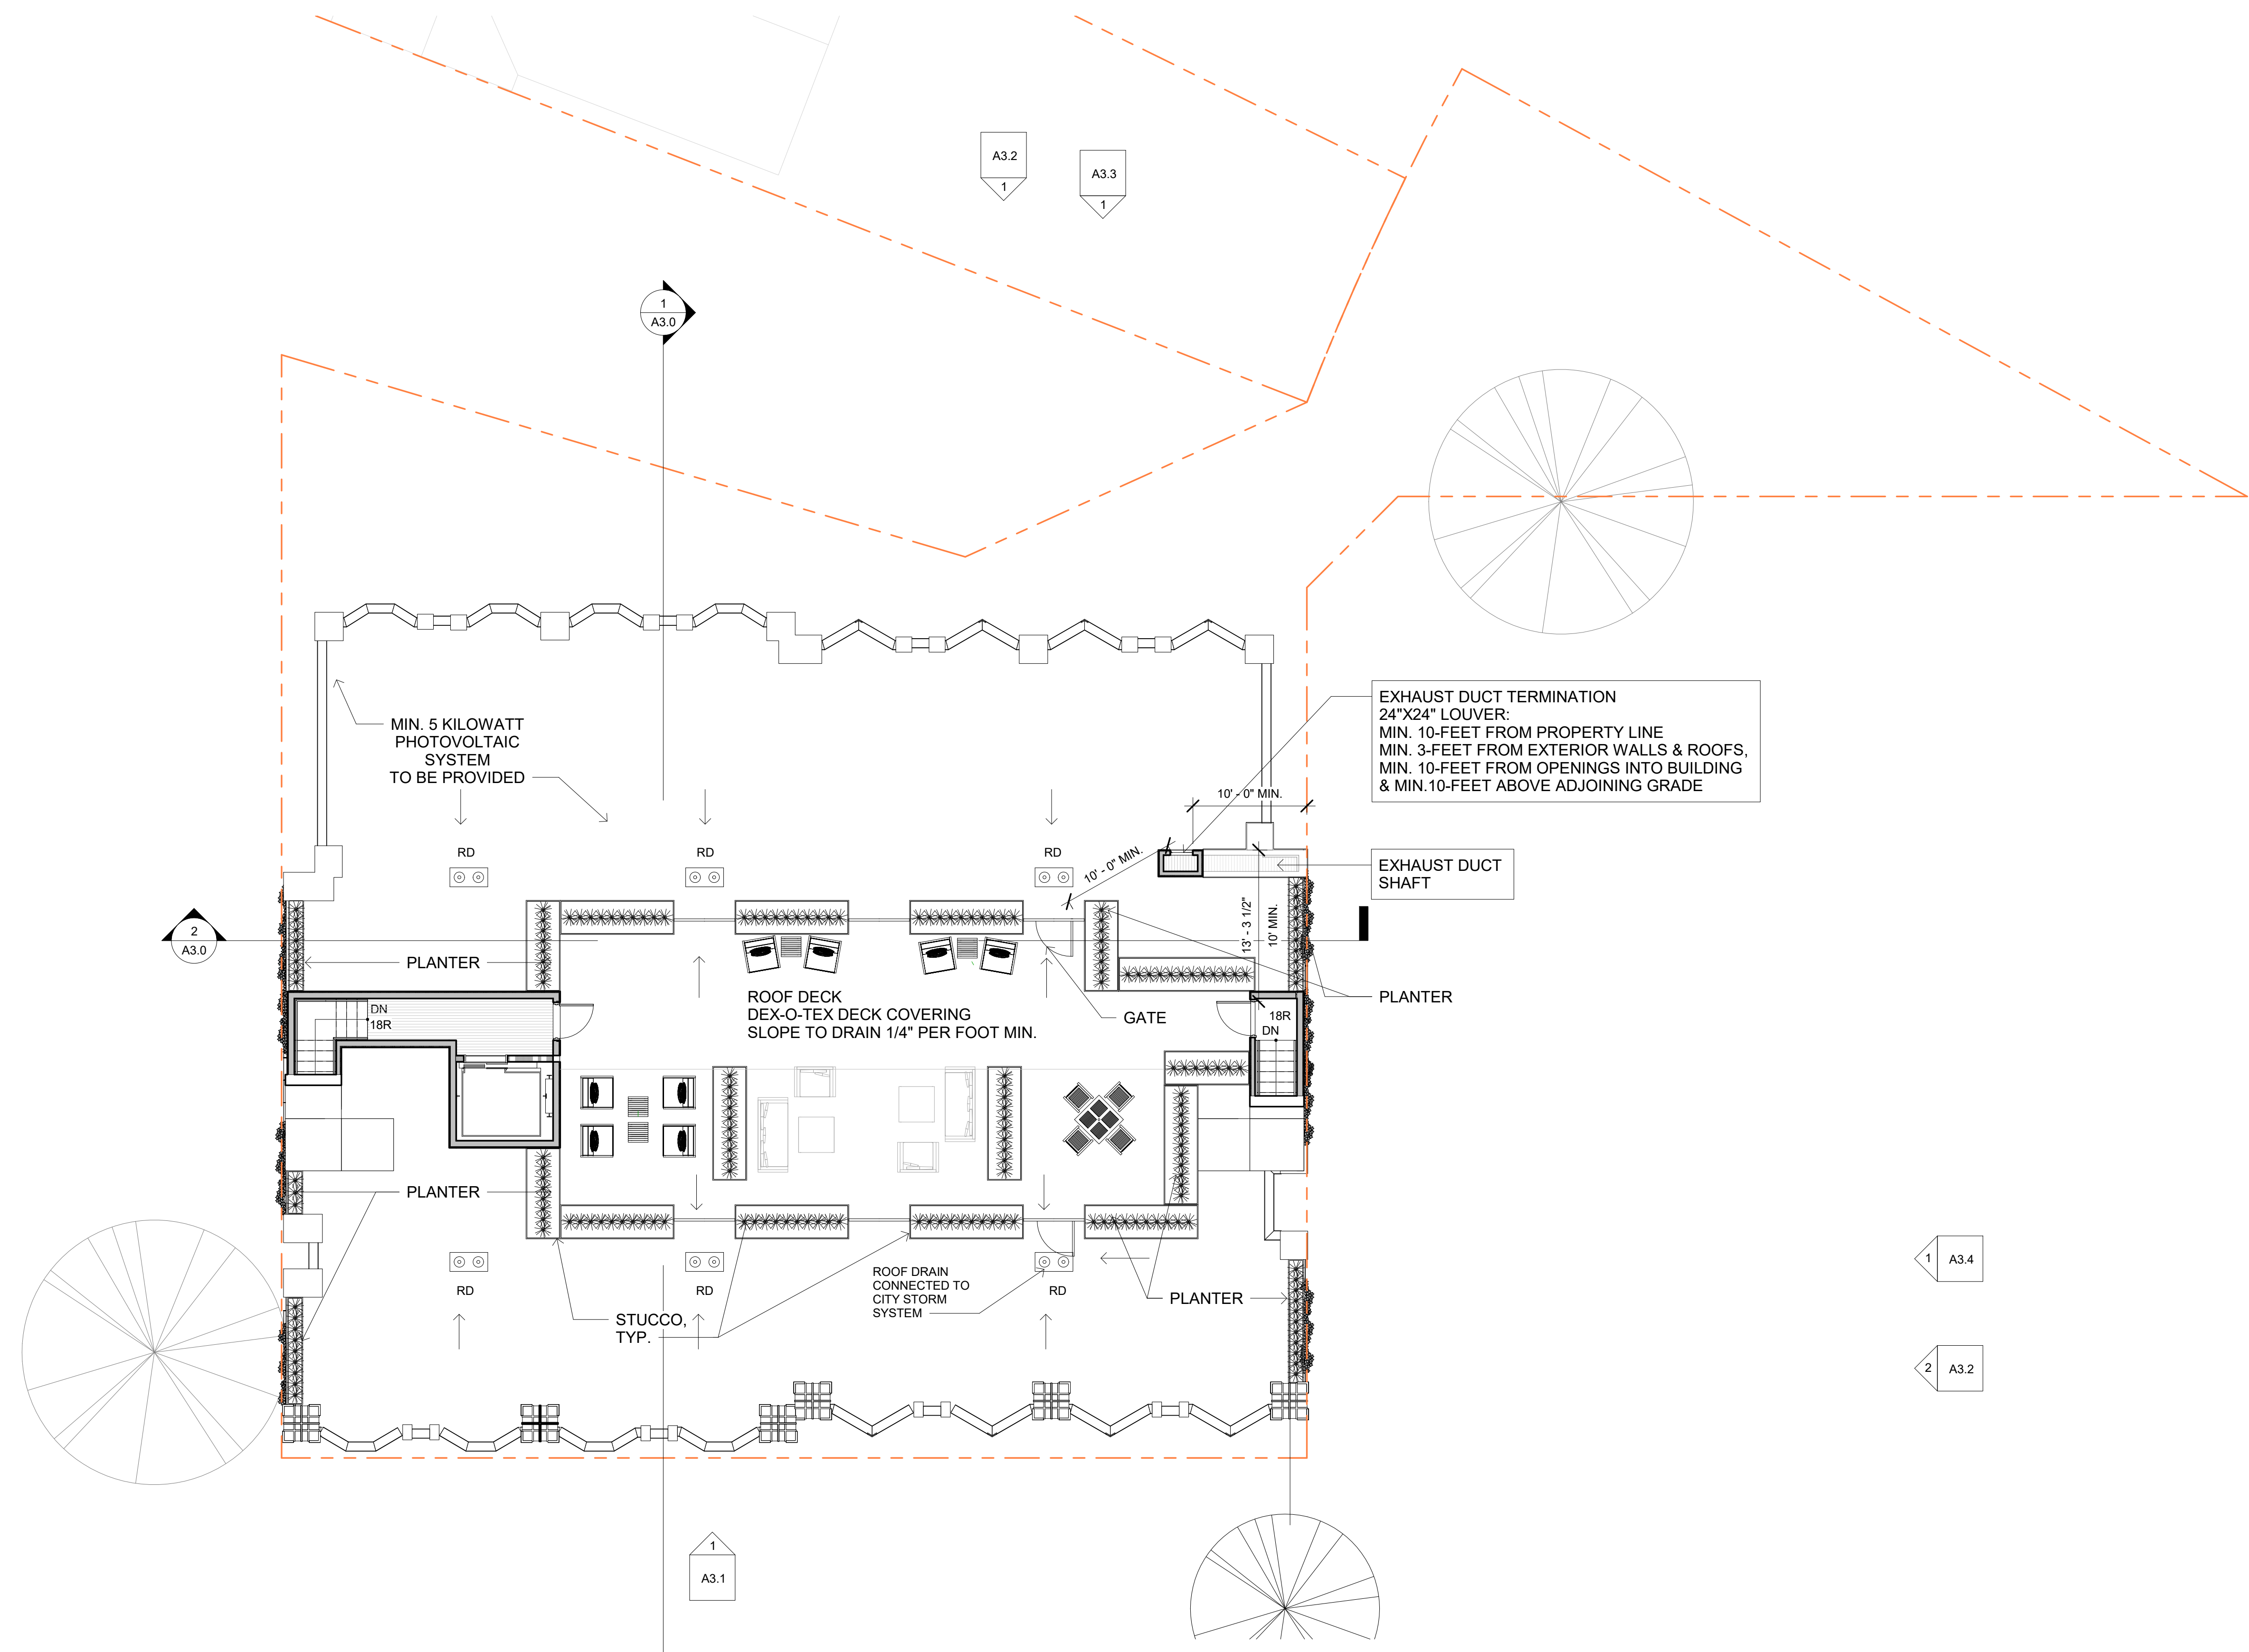 A3.2
1
A3.3
1
1
A3.0
EXHAUST DUCT TERMINATION
24"X24" LOUVER:
MIN. 10-FEET FROM PROPERTY LINE
MIN. 3-FEET FROM EXTERIOR WALLS & ROOFS,
MIN. 10-FEET FROM OPENINGS INTO BUILDING
& MIN.10-FEET ABOVE ADJOINING GRADE
MIN. 5 KILOWATT
PHOTOVOLTAIC
SYSTEM
TO BE PROVIDED
10' - 0" MIN.
RD
RD
RD
10' - 0" MIN.
EXHAUST DUCT
SHAFT
2
A3.0
13' - 3 1/2"
10' MIN.
PLANTER
ROOF DECK
DEX-O-TEX DECK COVERING
SLOPE TO DRAIN 1/4" PER FOOT MIN.
PLANTER
GATE
DN
18R
18R
DN
PLANTER
RD
RD
ROOF DRAIN
CONNECTED TO
CITY STORM
SYSTEM
RD
PLANTER
STUCCO,
TYP.
1
A3.4
2
A3.2
1
A3.1